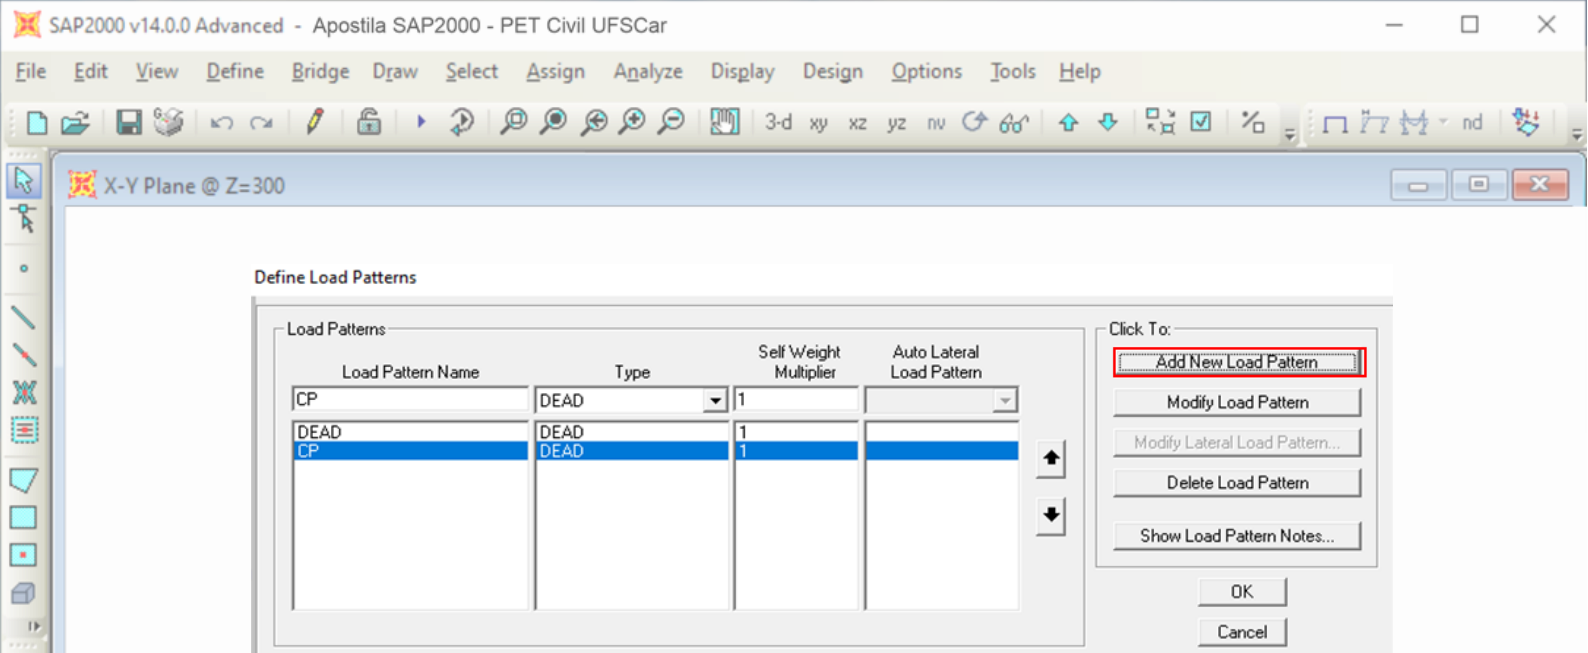 SAP2000 v14.0.0 Advanced - Apostila SAP2000 - PET Civil UFSCar
File Edit View Define Bridge Draw Select Assign Analyze Display Design Options Tools Help
3-d xy xz yz nv nd
X-Y Plane @ Z=300
Define Load Patterns
Load Patterns
Click To:
Load Pattern Name Type Self Weight Multiplier Auto Lateral Load Pattern
Add New Load Pattern
CP DEAD 1
Modify Load Pattern
DEAD DEAD 1
CP DEAD 1
Modify Lateral Load Pattern...
Delete Load Pattern
Show Load Pattern Notes...
OK
Cancel